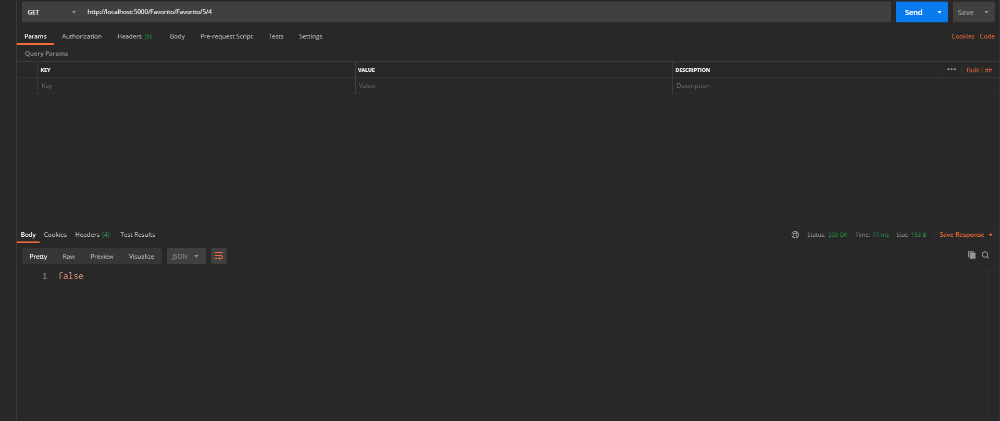 GET http://localhost:5000/Favorito/Favorito/5/4 Send Save
Params Authorization Headers (6) Body Pre-request Script Tests Settings Cookies Code
Query Params
KEY VALUE DESCRIPTION ••• Bulk Edit
Key Value Description
Body Cookies Headers (4) Test Results Status: 200 OK Time: 77 ms Size: 153 B Save Response
Pretty Raw Preview Visualize JSON
1 false